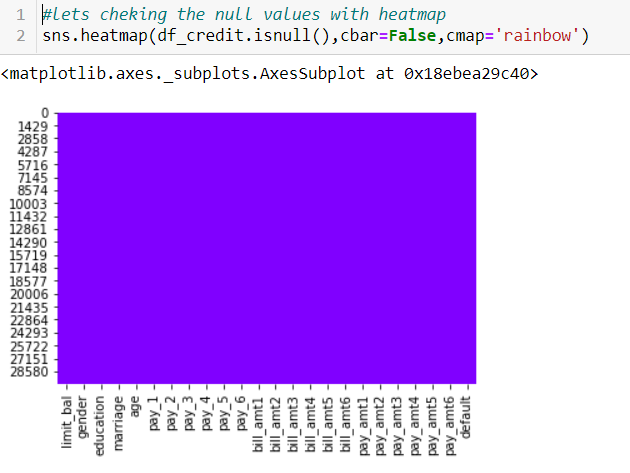 1 #lets cheking the null values with heatmap
2 sns.heatmap(df_credit.isnull(),cbar=False,cmap='rainbow')
<matplotlib.axes._subplots.AxesSubplot at 0x18ebea29c40>
0
1429
2858
4287
5716
7145
8574
10003
11432
12861
14290
15719
17148
18577
20006
21435
22864
24293
25722
27151
28580
limit_bal
gender
education
marriage
age
pay_1
pay_2
pay_3
pay_4
pay_5
pay_6
bill_amt1
bill_amt2
bill_amt3
bill_amt4
bill_amt5
bill_amt6
pay_amt1
pay_amt2
pay_amt3
pay_amt4
pay_amt5
pay_amt6
default